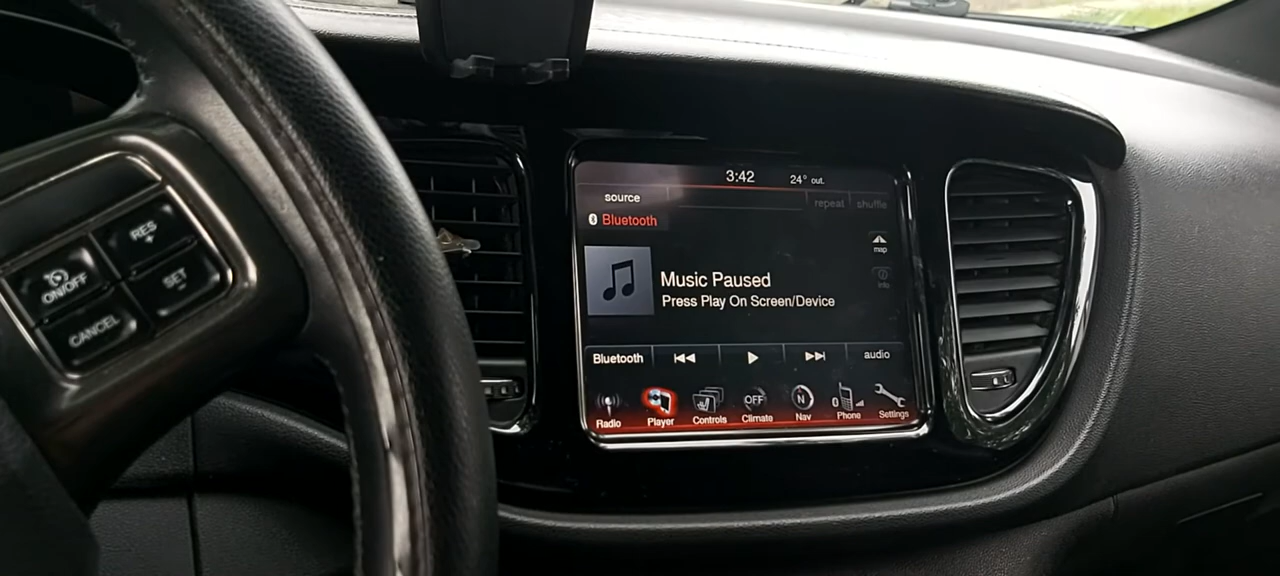 3:42 24° out.
source repeat shuffle
Bluetooth
map
info
Music Paused
Press Play On Screen/Device
Bluetooth audio
OFF N
Radio Player Controls Climate Nav Phone Settings
RES +
ON/OFF SET -
CANCEL